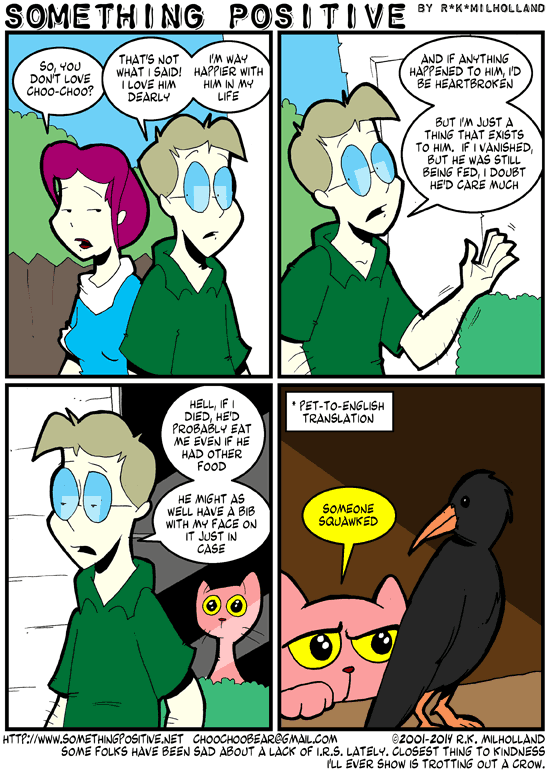 SOMETHING POSITIVE BY R*K*MILHOLLAND
SO, YOU
DON'T LOVE
CHOO-CHOO?
THAT'S NOT
WHAT I SAID!
I LOVE HIM
DEARLY
I'M WAY
HAPPIER WITH
HIM IN MY
LIFE
AND IF ANYTHING
HAPPENED TO HIM, I'D
BE HEARTBROKEN
BUT I'M JUST A
THING THAT EXISTS
TO HIM. IF I VANISHED,
BUT HE WAS STILL
BEING FED, I DOUBT
HE'D CARE MUCH
HELL, IF I
DIED, HE'D
PROBABLY EAT
ME EVEN IF HE
HAD OTHER
FOOD
HE MIGHT AS
WELL HAVE A BIB
WITH MY FACE ON
IT JUST IN
CASE
* PET-TO-ENGLISH
TRANSLATION
SOMEONE
SQUAWKED
HTTP://WWW.SOMETHINGPOSITIVE.NET CHOOCHOOBEAR@GMAIL.COM ©2001-2014 R.K. MILHOLLAND
SOME FOLKS HAVE BEEN SAD ABOUT A LACK OF I.R.S. LATELY. CLOSEST THING TO KINDNESS
I'LL EVER SHOW IS TROTTING OUT A CROW.